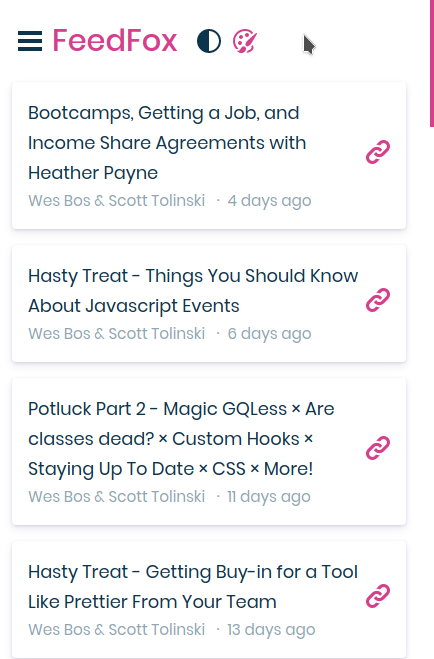 FeedFox
Bootcamps, Getting a Job, and
Income Share Agreements with
Heather Payne
Wes Bos & Scott Tolinski · 4 days ago
Hasty Treat - Things You Should Know
About Javascript Events
Wes Bos & Scott Tolinski · 6 days ago
Potluck Part 2 - Magic GQLess × Are
classes dead? × Custom Hooks ×
Staying Up To Date × CSS × More!
Wes Bos & Scott Tolinski · 11 days ago
Hasty Treat - Getting Buy-in for a Tool
Like Prettier From Your Team
Wes Bos & Scott Tolinski · 13 days ago